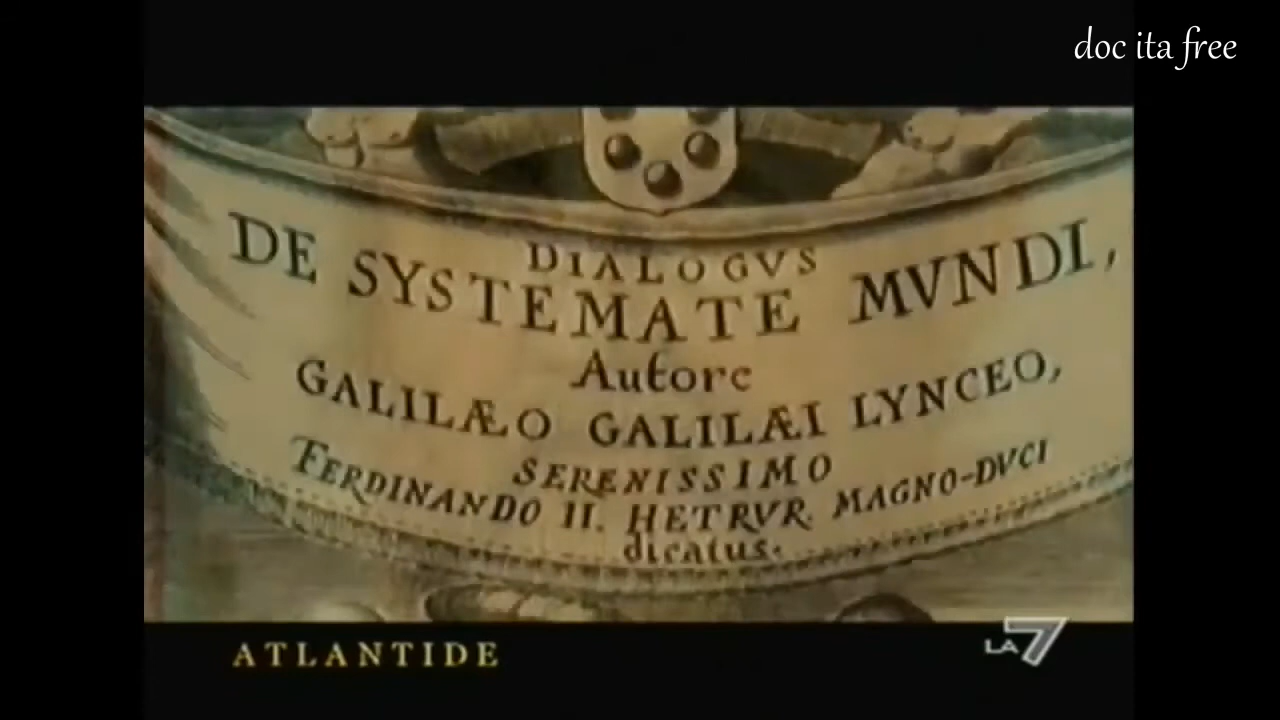 doc ita free
DIALOGVS
DE SYSTEMATE MVNDI,
Autore
GALILÆO GALILÆI LYNCEO,
SERENISSIMO
FERDINANDO II. HETRVR. MAGNO-DVCI
dicatus.
ATLANTIDE
LA7